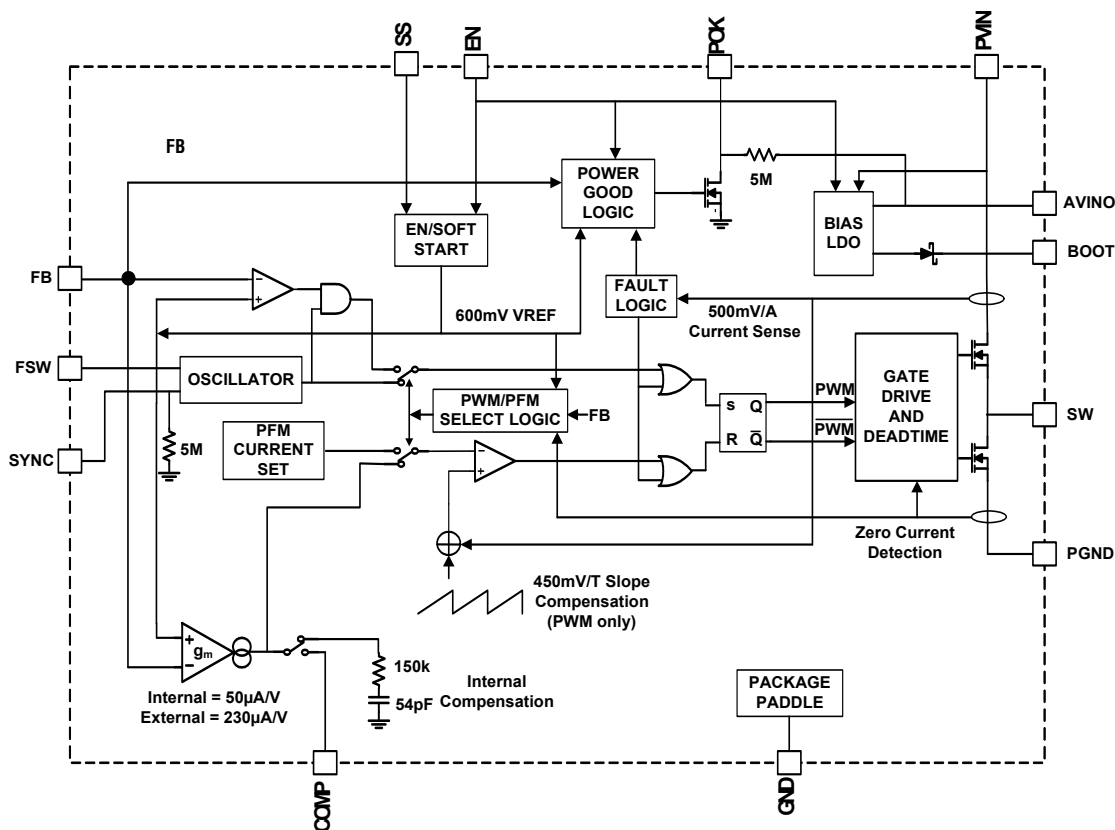 SS
EN
POK
PVIN
FB
POWER
GOOD
LOGIC
5M
EN/SOFT
START
BIAS
LDO
AVINO
BOOT
FB
−
+
FAULT
LOGIC
500mV/A
Current Sense
600mV VREF
FSW
OSCILLATOR
PWM/PFM
SELECT LOGIC
FB
S Q
R Q̅
PWM
P̅W̅M̅
GATE
DRIVE
AND
DEADTIME
SW
5M
SYNC
PFM
CURRENT
SET
−
+
Zero Current
Detection
PGND
450mV/T Slope
Compensation
(PWM only)
+
gm
−
150k
54pF
Internal
Compensation
Internal = 50µA/V
External = 230µA/V
PACKAGE
PADDLE
COMP
GND